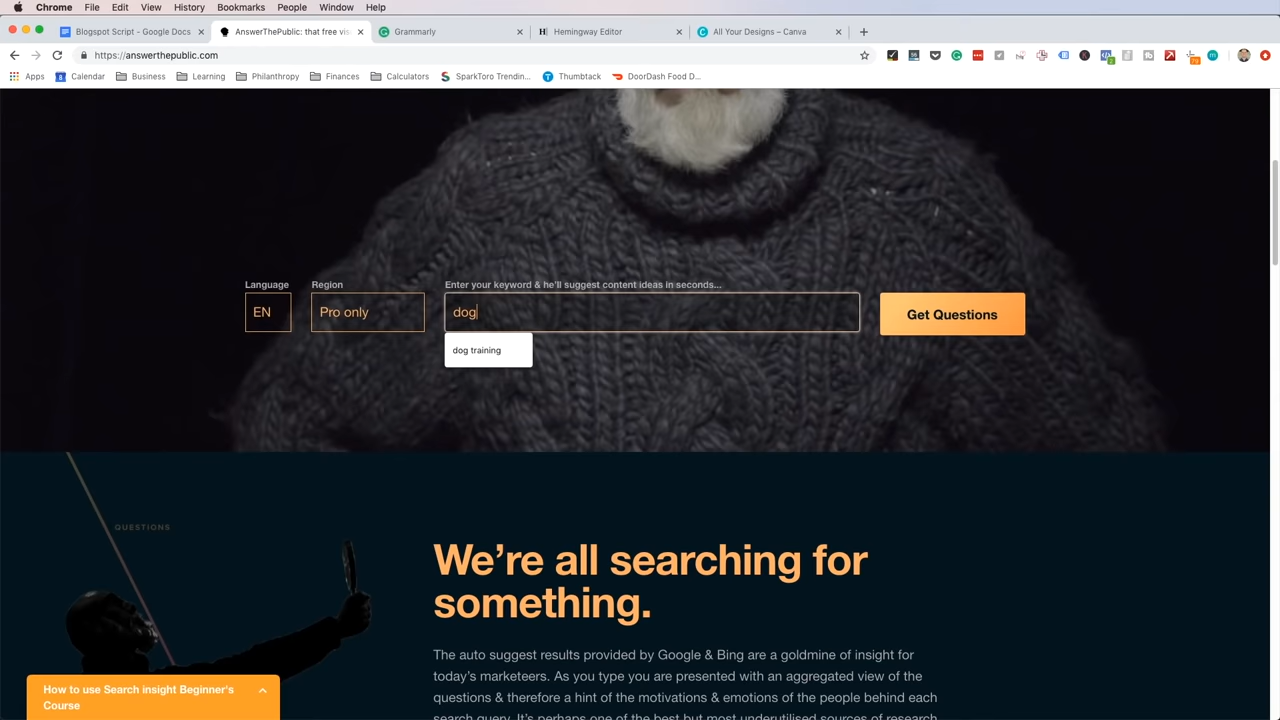 Chrome File Edit View History Bookmarks People Window Help
Blogspot Script - Google Docs
AnswerThePublic: that free vis
Grammarly
Hemingway Editor
All Your Designs – Canva
https://answerthepublic.com
Apps Calendar Business Learning Philanthropy Finances Calculators SparkToro Trendin... Thumbtack DoorDash Food D...
Language Region Enter your keyword & he'll suggest content ideas in seconds...
EN Pro only dog Get Questions
dog training
QUESTIONS
We're all searching for
something.
The auto suggest results provided by Google & Bing are a goldmine of insight for
today's marketeers. As you type you are presented with an aggregated view of the
questions & therefore a hint of the motivations & emotions of the people behind each
search query. It's perhaps one of the best but most underutilised sources of research
How to use Search insight Beginner's
Course